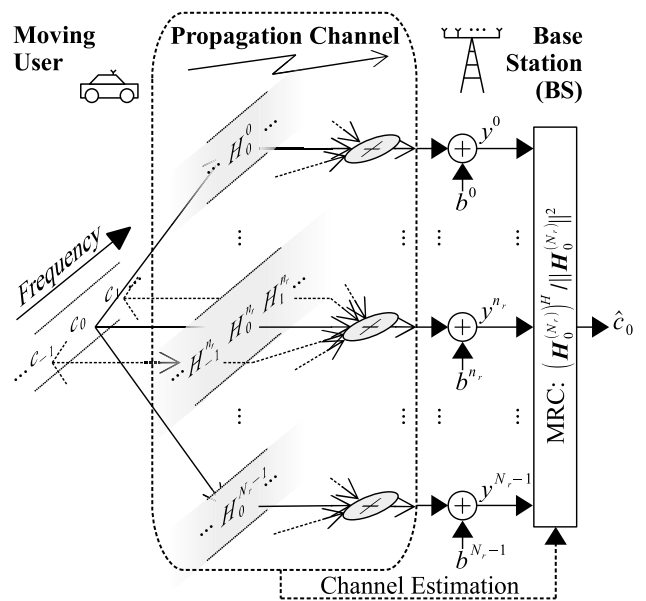 Moving
User
Propagation Channel
Base
Station
(BS)
Frequency
... c_{-1}
c_0
c_1
... H_0^0 ...
y^0
b^0
... H_{-1}^{n_r} H_0^{n_r} H_1^{n_r} ...
y^{n_r}
b^{n_r}
... H_0^{N_r-1} ...
y^{N_r-1}
b^{N_r-1}
MRC: (H_0^{(N_r)})^H / ||H_0^{(N_r)}||^2
ĉ_0
Channel Estimation